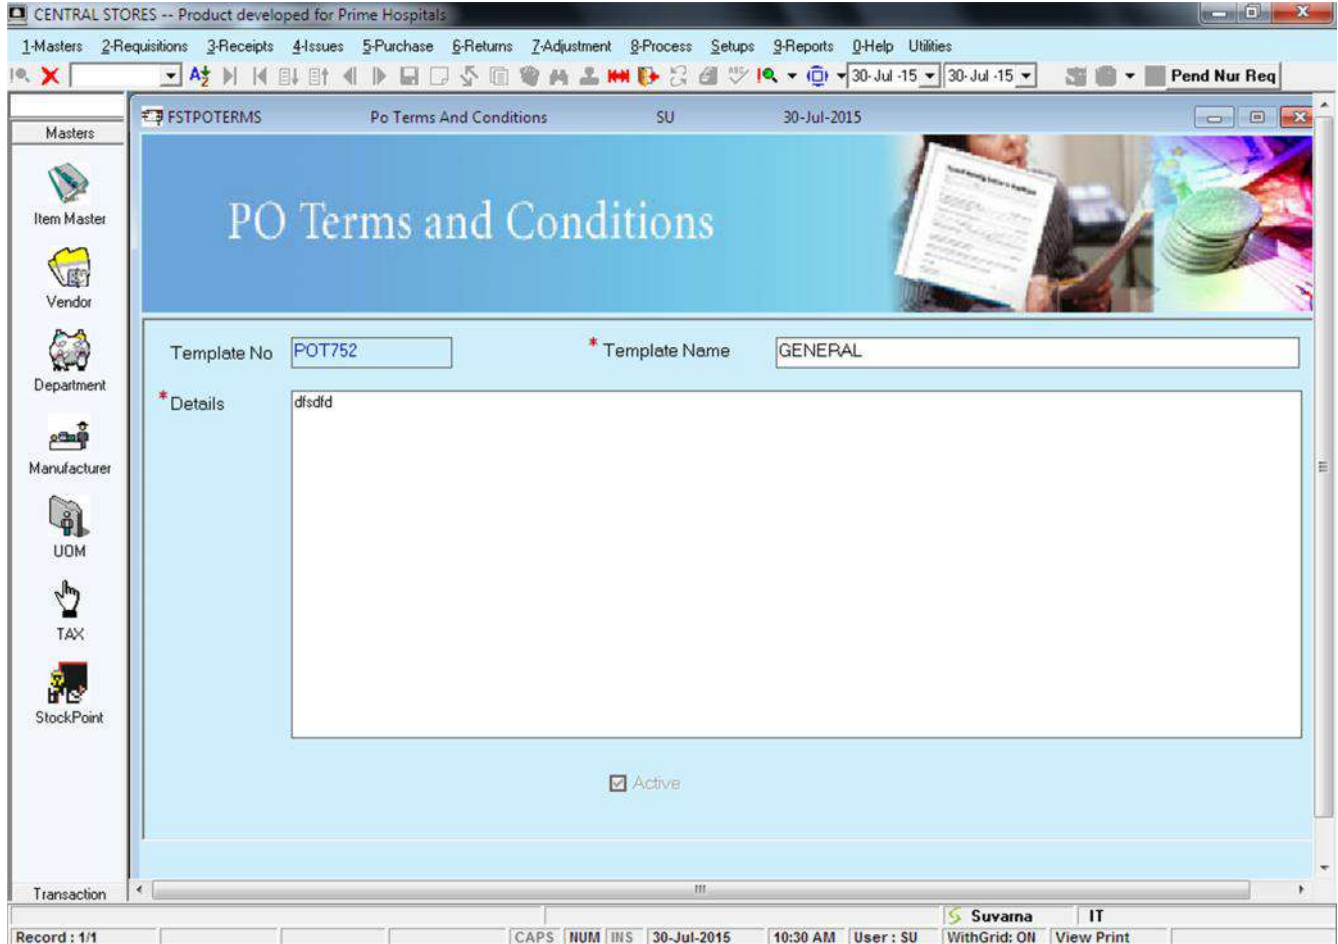 CENTRAL STORES -- Product developed for Prime Hospitals
1-Masters 2-Requisitions 3-Receipts 4-Issues 5-Purchase 6-Returns 7-Adjustment 8-Process Setups 9-Reports 0-Help Utilities
30-Jul-15 30-Jul-15 Pend Nur Req
Masters
FSTPOTERMS Po Terms And Conditions SU 30-Jul-2015
PO Terms and Conditions
Item Master
Vendor
Department
Manufacturer
UOM
TAX
StockPoint
Transaction
Template No POT752 * Template Name GENERAL
* Details dfsdfd
Active
Suvarna IT
Record : 1/1 CAPS NUM INS 30-Jul-2015 10:30 AM User : SU WithGrid: ON View Print